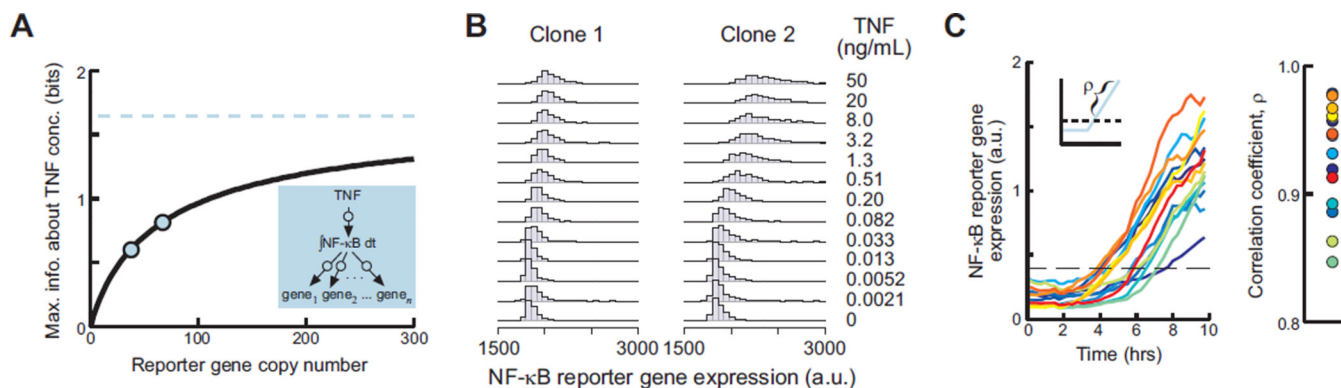 A
Max. info. about TNF conc. (bits)
2
1
0
0
100
200
300
Reporter gene copy number
TNF
∫NF-κB dt
gene1 gene2 ... genen
B
Clone 1
Clone 2
TNF
(ng/mL)
50
20
8.0
3.2
1.3
0.51
0.20
0.082
0.033
0.013
0.0052
0.0021
0
1500
3000
1500
3000
NF-κB reporter gene expression (a.u.)
C
NF-κB reporter gene
expression (a.u.)
2
1
0
ρ
0 2 4 6 8 10
Time (hrs)
Correlation coefficient, ρ
1.0
0.9
0.8